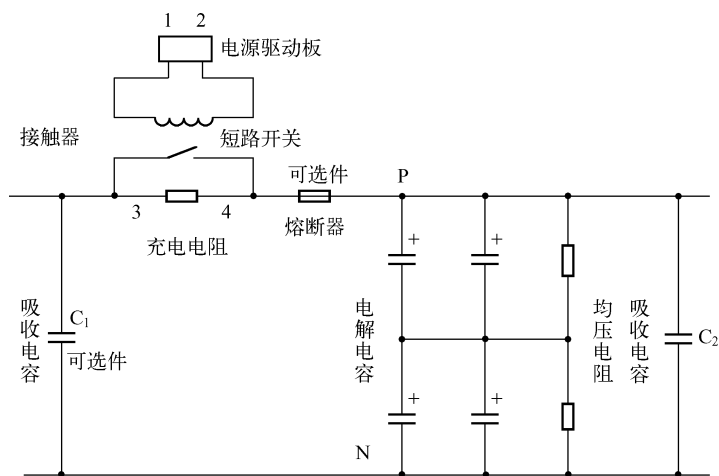 1 2
电源驱动板
接触器
短路开关
可选件
P
3
4
熔断器
充电电阻
+
+
吸收电容
C1
可选件
电解电容
均压电阻
吸收电容
C2
+
+
N